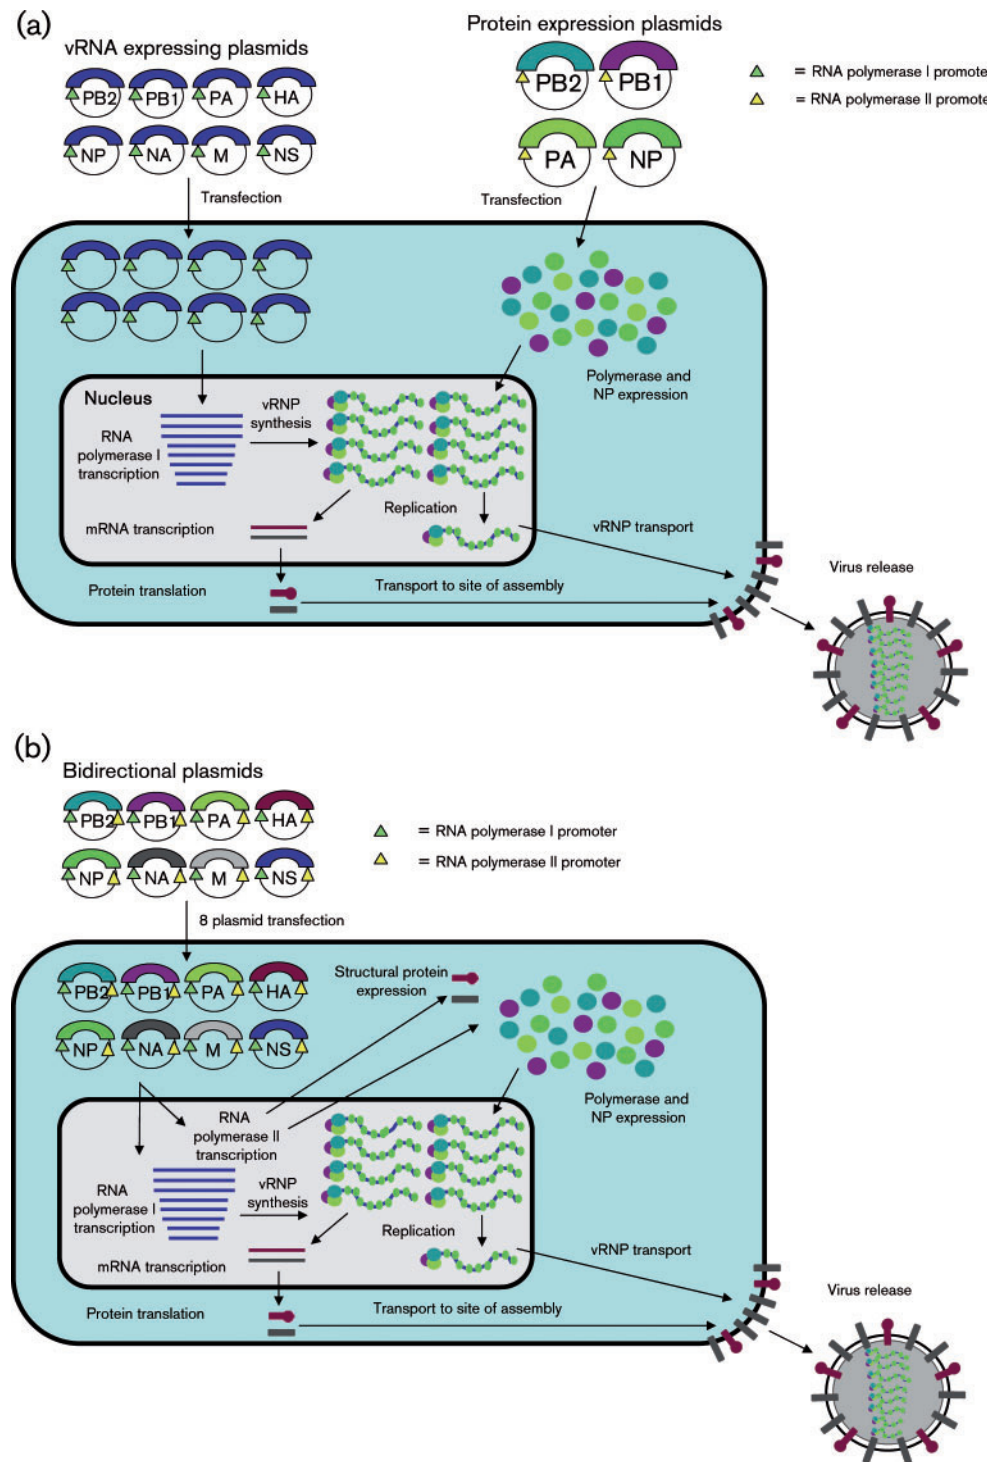 (a)
vRNA expressing plasmids
Protein expression plasmids
PB2 PB1 PA HA
NP NA M NS
PB2 PB1
PA NP
= RNA polymerase I promote
= RNA polymerase II promote
Transfection
Transfection
Polymerase and
NP expression
Nucleus
RNA
polymerase I
transcription
vRNP
synthesis
Replication
mRNA transcription
vRNP transport
Protein translation
Transport to site of assembly
Virus release
(b)
Bidirectional plasmids
PB2 PB1 PA HA
NP NA M NS
= RNA polymerase I promoter
= RNA polymerase II promoter
8 plasmid transfection
PB2 PB1 PA HA
NP NA M NS
Structural protein
expression
Polymerase and
NP expression
RNA
polymerase II
transcription
RNA
polymerase I
transcription
vRNP
synthesis
Replication
mRNA transcription
vRNP transport
Protein translation
Transport to site of assembly
Virus release